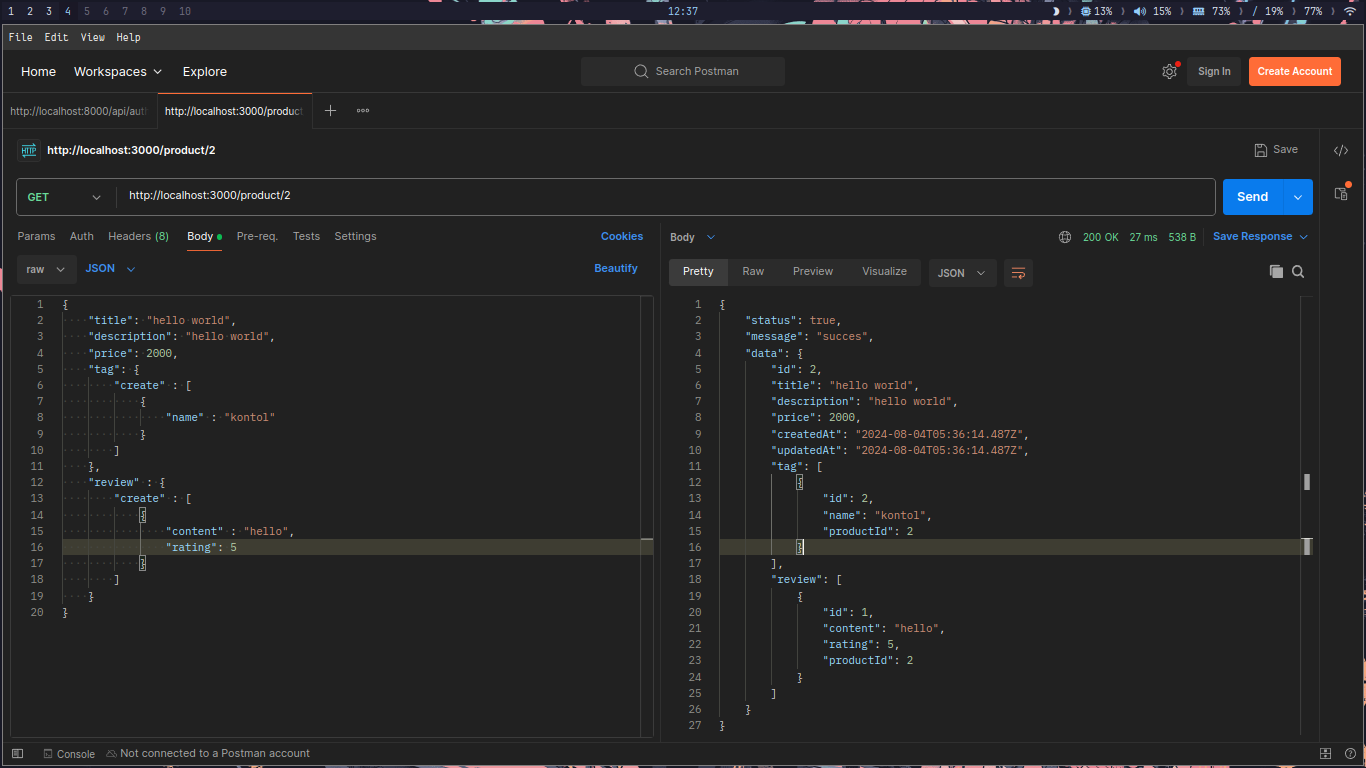 1 2 3 4 5 6 7 8 9 10 12:37 13% 15% 73% / 19% 77%
File Edit View Help
Home Workspaces Explore Search Postman Sign In Create Account
http://localhost:8000/api/aut http://localhost:3000/product
HTTP http://localhost:3000/product/2 Save
GET http://localhost:3000/product/2 Send
Params Auth Headers (8) Body Pre-req. Tests Settings Cookies
raw JSON Beautify
1 {
2 "title": "hello world",
3 "description": "hello world",
4 "price": 2000,
5 "tag": {
6 "create" : [
7 {
8 "name" : "kontol"
9 }
10 ]
11 },
12 "review" : {
13 "create" : [
14 {
15 "content" : "hello",
16 "rating": 5
17 }
18 ]
19 }
20 }
Body 200 OK 27 ms 538 B Save Response
Pretty Raw Preview Visualize JSON
1 {
2 "status": true,
3 "message": "succes",
4 "data": {
5 "id": 2,
6 "title": "hello world",
7 "description": "hello world",
8 "price": 2000,
9 "createdAt": "2024-08-04T05:36:14.487Z",
10 "updatedAt": "2024-08-04T05:36:14.487Z",
11 "tag": [
12 {
13 "id": 2,
14 "name": "kontol",
15 "productId": 2
16 }
17 ],
18 "review": [
19 {
20 "id": 1,
21 "content": "hello",
22 "rating": 5,
23 "productId": 2
24 }
25 ]
26 }
27 }
Console Not connected to a Postman account